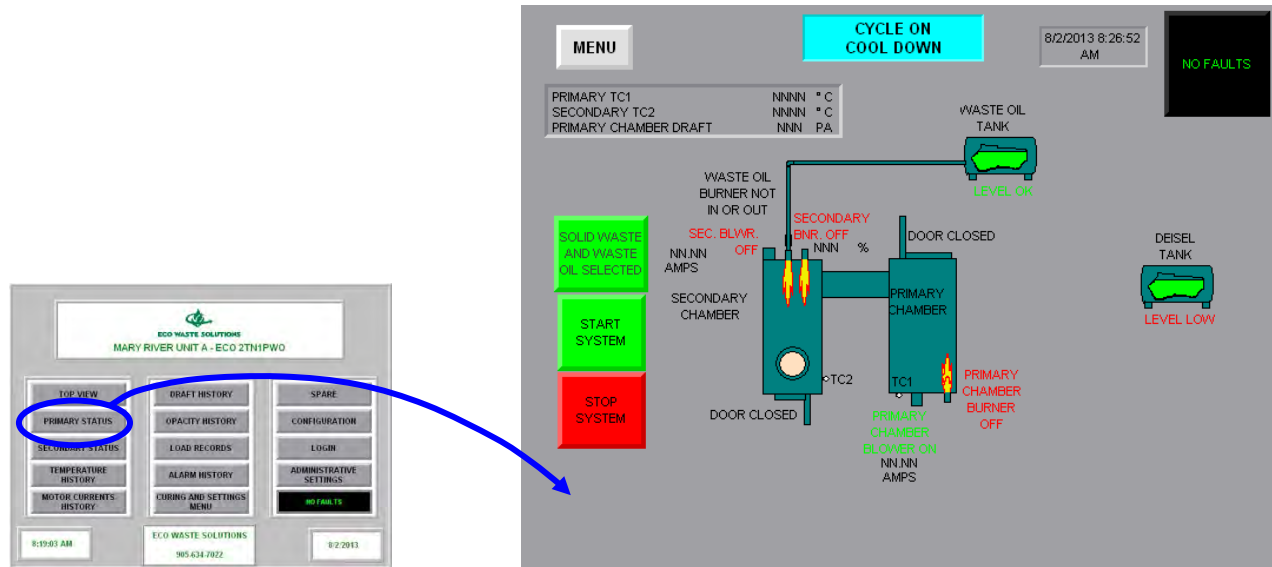 MENU
CYCLE ON
COOL DOWN
8/2/2013 8:26:52
AM
NO FAULTS
PRIMARY TC1 NNNN °C
SECONDARY TC2 NNNN °C
PRIMARY CHAMBER DRAFT NNN PA
WASTE OIL
TANK
LEVEL OK
WASTE OIL
BURNER NOT
IN OR OUT
SECONDARY
BNR. OFF
NNN %
SEC. BLWR.
OFF
NN.NN
AMPS
DOOR CLOSED
DEISEL
TANK
LEVEL LOW
SOLID WASTE
AND WASTE
OIL SELECTED
START
SYSTEM
STOP
SYSTEM
SECONDARY
CHAMBER
PRIMARY
CHAMBER
TC2
TC1
DOOR CLOSED
PRIMARY
CHAMBER
BURNER
OFF
PRIMARY
CHAMBER
BLOWER ON
NN.NN
AMPS
ECO WASTE SOLUTIONS
MARY RIVER UNIT A - ECO 2TN1PWO
TOP VIEW
DRAFT HISTORY
SPARE
PRIMARY STATUS
OPACITY HISTORY
CONFIGURATION
SECONDARY STATUS
LOAD RECORDS
LOGIN
TEMPERATURE
HISTORY
ALARM HISTORY
ADMINISTRATIVE
SETTINGS
MOTOR CURRENTS
HISTORY
CURING AND SETTINGS
MENU
NO FAULTS
8:19:03 AM
ECO WASTE SOLUTIONS
905-634-7022
8/2/2013